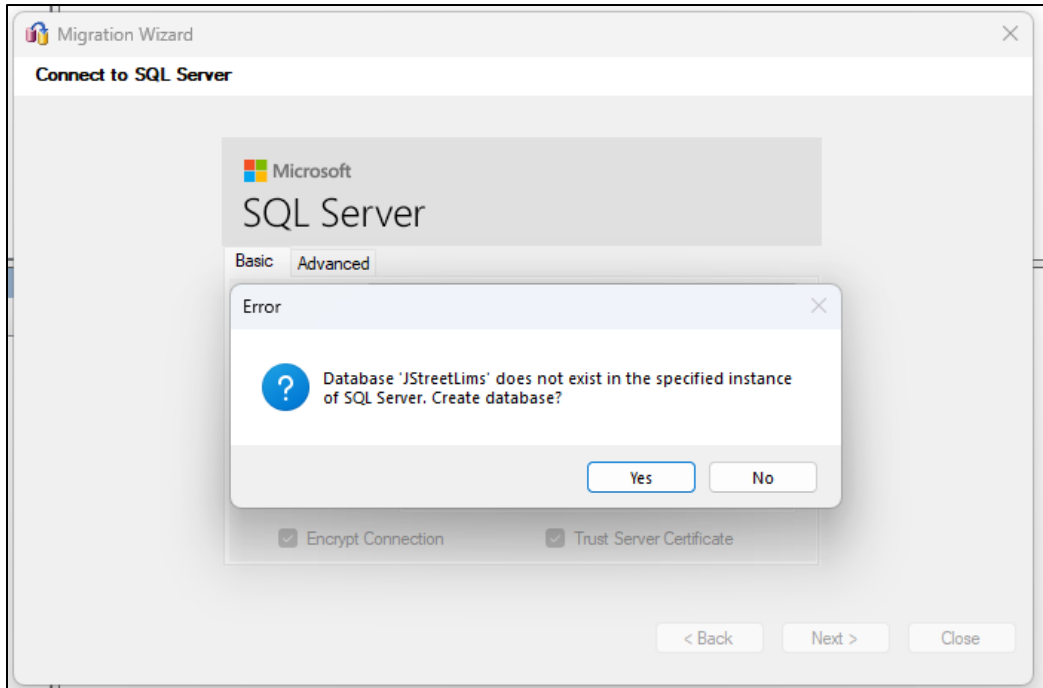 Migration Wizard
Connect to SQL Server
Microsoft
SQL Server
Basic
Advanced
Error
Database 'JStreetLims' does not exist in the specified instance
of SQL Server. Create database?
Yes
No
Encrypt Connection
Trust Server Certificate
< Back
Next >
Close